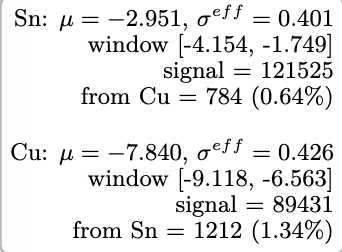 Sn: μ = −2.951, σ^eff = 0.401
window [-4.154, -1.749]
signal = 121525
from Cu = 784 (0.64%)
Cu: μ = −7.840, σ^eff = 0.426
window [-9.118, -6.563]
signal = 89431
from Sn = 1212 (1.34%)